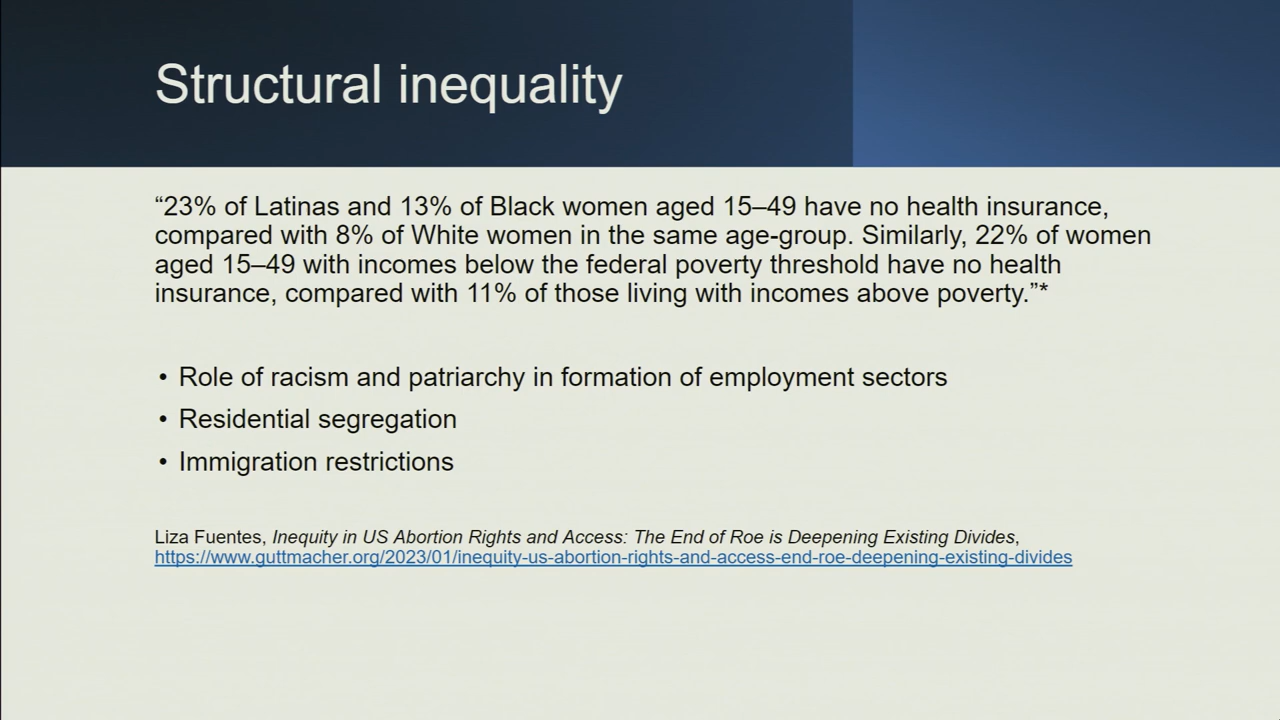 Structural inequality
“23% of Latinas and 13% of Black women aged 15–49 have no health insurance,
compared with 8% of White women in the same age-group. Similarly, 22% of women
aged 15–49 with incomes below the federal poverty threshold have no health
insurance, compared with 11% of those living with incomes above poverty.”*
• Role of racism and patriarchy in formation of employment sectors
• Residential segregation
• Immigration restrictions
Liza Fuentes, Inequity in US Abortion Rights and Access: The End of Roe is Deepening Existing Divides,
https://www.guttmacher.org/2023/01/inequity-us-abortion-rights-and-access-end-roe-deepening-existing-divides